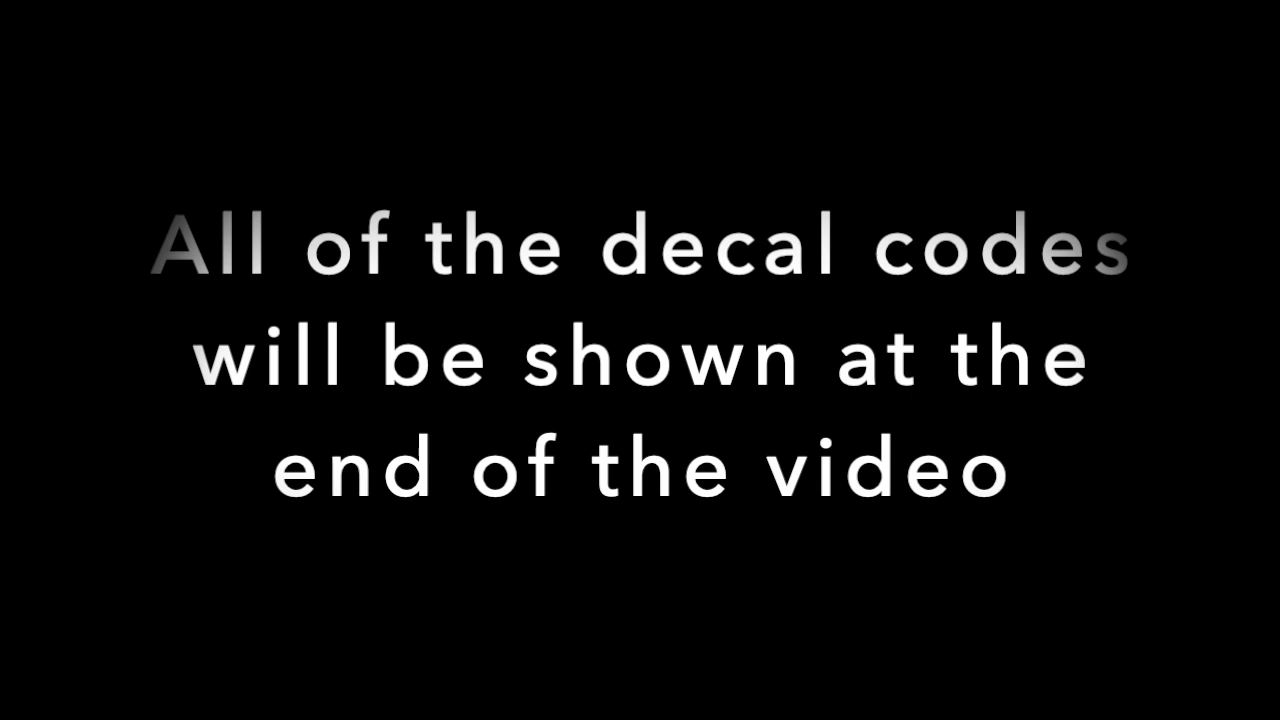 All of the decal codes
will be shown at the
end of the video